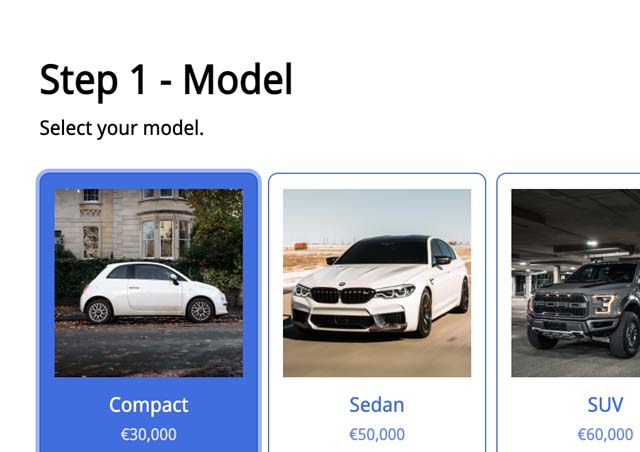 Step 1 - Model
Select your model.
Compact
€30,000
Sedan
€50,000
SUV
€60,000